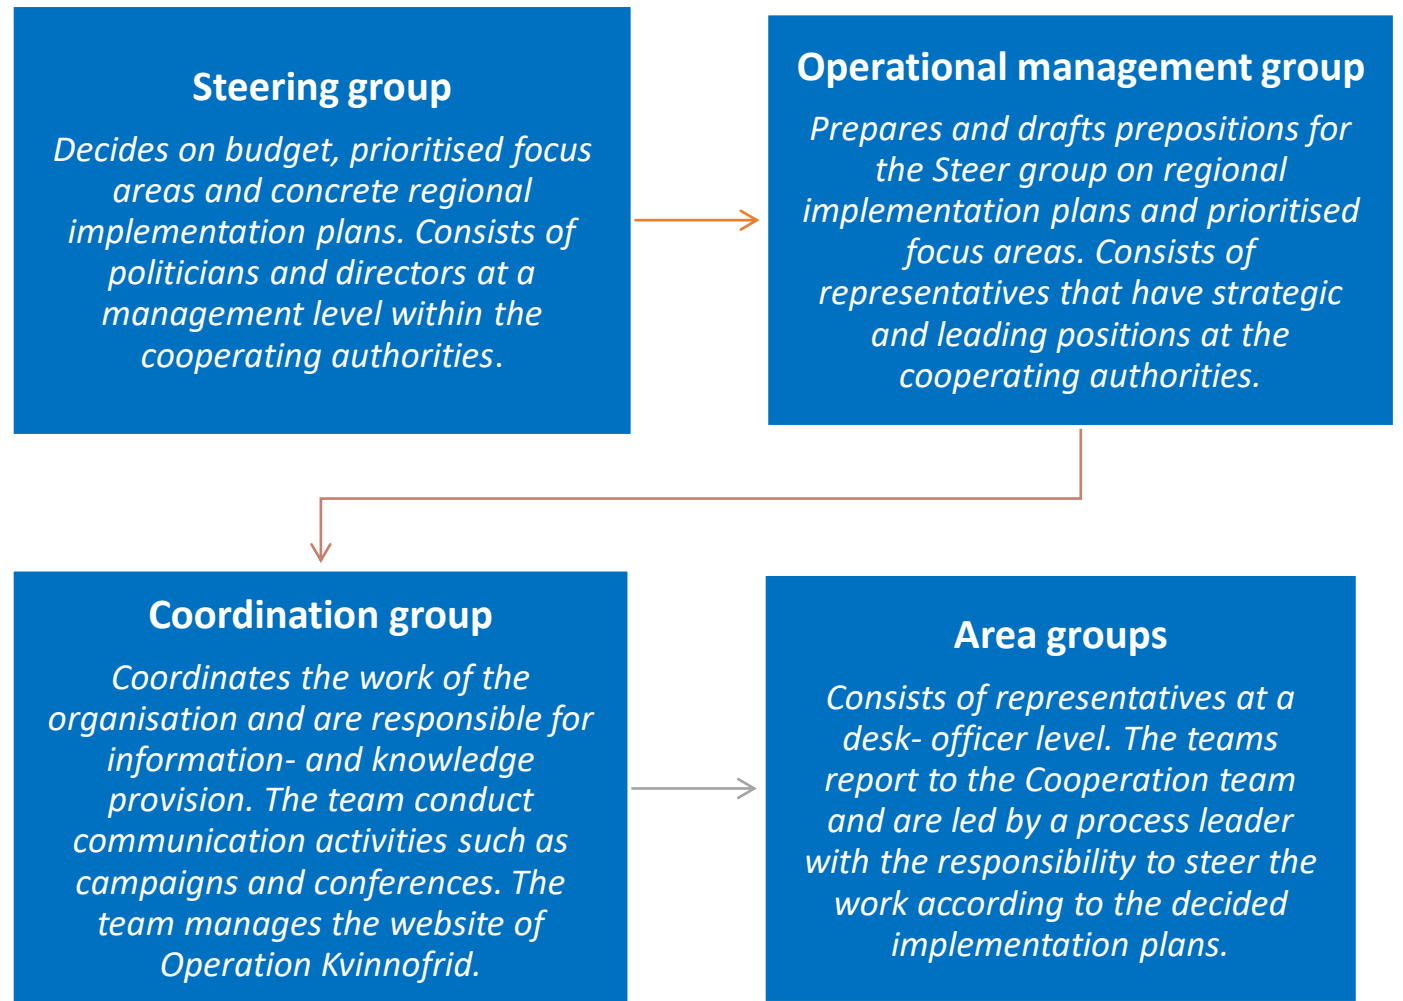 Steering group
Decides on budget, prioritised focus
areas and concrete regional
implementation plans. Consists of
politicians and directors at a
management level within the
cooperating authorities.
Operational management group
Prepares and drafts prepositions for
the Steer group on regional
implementation plans and prioritised
focus areas. Consists of
representatives that have strategic
and leading positions at the
cooperating authorities.
Coordination group
Coordinates the work of the
organisation and are responsible for
information- and knowledge
provision. The team conduct
communication activities such as
campaigns and conferences. The
team manages the website of
Operation Kvinnofrid.
Area groups
Consists of representatives at a
desk- officer level. The teams
report to the Cooperation team
and are led by a process leader
with the responsibility to steer the
work according to the decided
implementation plans.